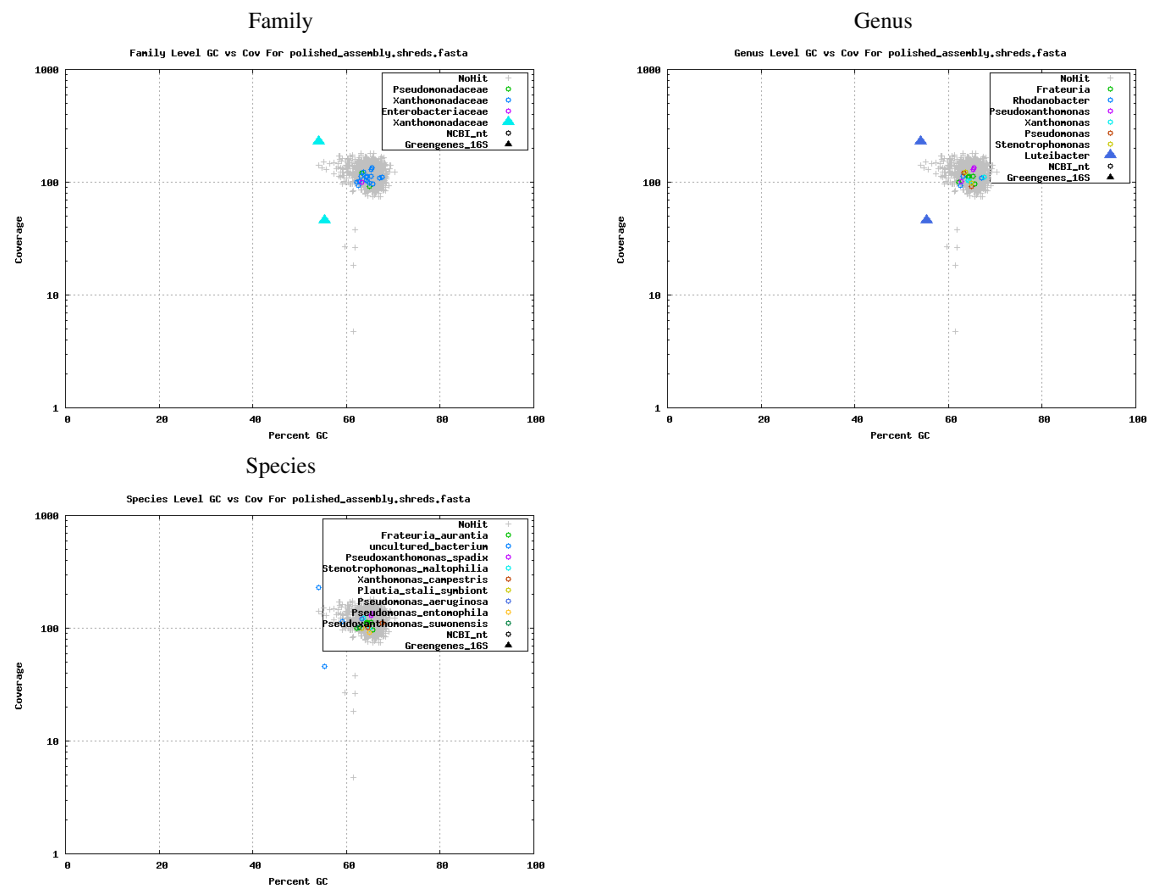 Family
Family Level GC vs Cov For polished_assembly.shreds.fasta
1000
100
10
1
Coverage
0 20 40 60 80 100
Percent GC
NoHit
Pseudomonadaceae
Xanthomonadaceae
Enterobacteriaceae
Xanthomonadaceae
NCBI_nt
Greengenes_16S
Genus
Genus Level GC vs Cov For polished_assembly.shreds.fasta
1000
100
10
1
Coverage
0 20 40 60 80 100
Percent GC
NoHit
Frateuria
Rhodanobacter
Pseudoxanthomonas
Xanthomonas
Pseudomonas
Stenotrophomonas
Luteibacter
NCBI_nt
Greengenes_16S
Species
Species Level GC vs Cov For polished_assembly.shreds.fasta
1000
100
10
1
Coverage
0 20 40 60 80 100
Percent GC
NoHit
Frateuria_aurantia
uncultured_bacterium
Pseudoxanthomonas_spadix
Stenotrophomonas_maltophilia
Xanthomonas_campestris
Plautia_stali_symbiont
Pseudomonas_aeruginosa
Pseudomonas_entomophila
Pseudoxanthomonas_suwonensis
NCBI_nt
Greengenes_16S